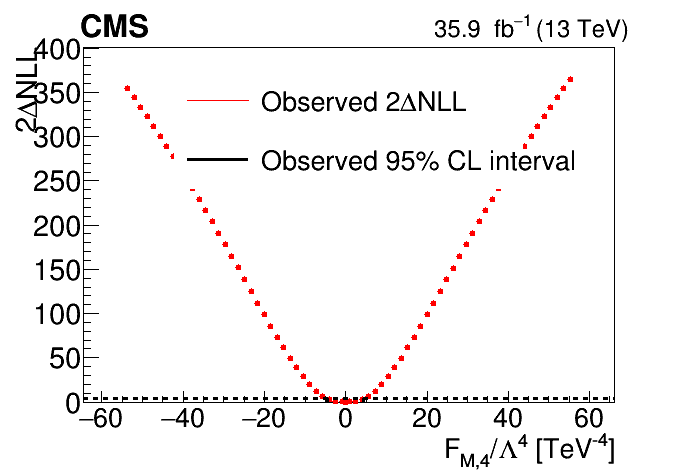 CMS
35.9 fb⁻¹ (13 TeV)
2ΔNLL
400
350
300
250
200
150
100
50
0
Observed 2ΔNLL
Observed 95% CL interval
−60 −40 −20 0 20 40 60
F_M,4/Λ⁴ [TeV⁻⁴]